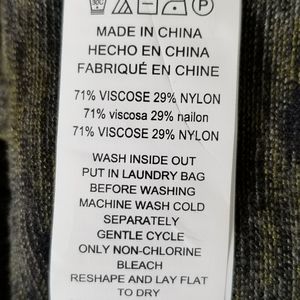 MADE IN CHINA
HECHO EN CHINA
FABRIQUÉ EN CHINE
71% VISCOSE 29% NYLON
71% viscosa 29% nailon
71% VISCOSE 29% NYLON
WASH INSIDE OUT
PUT IN LAUNDRY BAG
BEFORE WASHING
MACHINE WASH COLD
SEPARATELY
GENTLE CYCLE
ONLY NON-CHLORINE
BLEACH
RESHAPE AND LAY FLAT
TO DRY